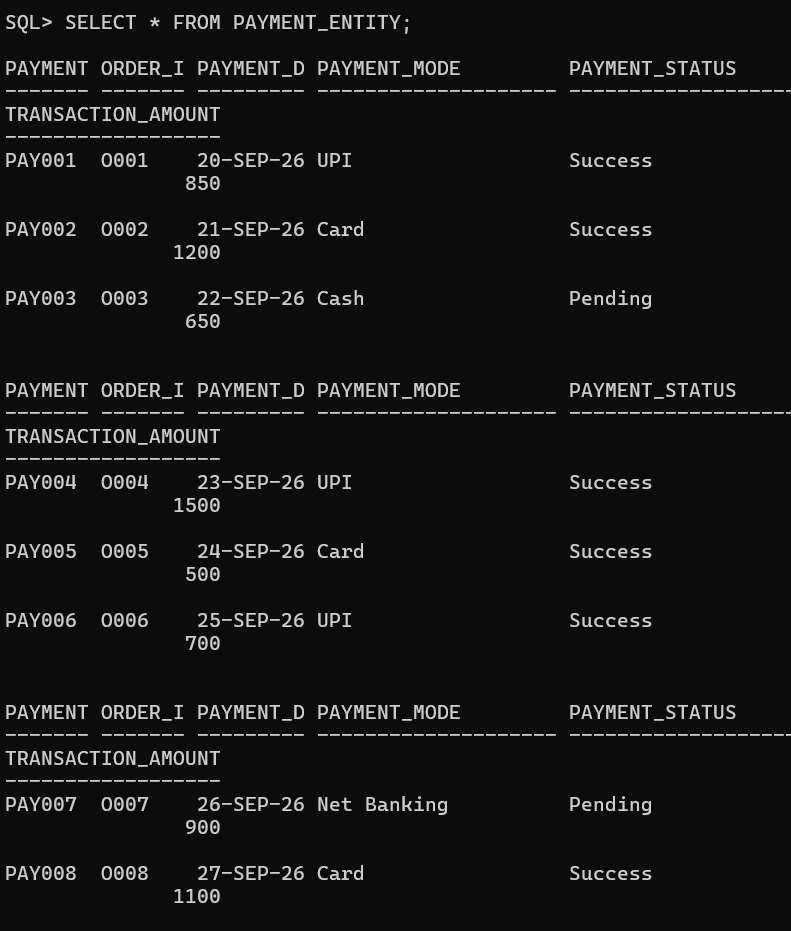 SQL> SELECT * FROM PAYMENT_ENTITY;
PAYMENT ORDER_I PAYMENT_D PAYMENT_MODE         PAYMENT_STATUS
------- ------- --------- -------------------- -------------------
TRANSACTION_AMOUNT
------------------
PAY001  O001    20-SEP-26 UPI                  Success
               850
PAY002  O002    21-SEP-26 Card                 Success
              1200
PAY003  O003    22-SEP-26 Cash                 Pending
               650
PAYMENT ORDER_I PAYMENT_D PAYMENT_MODE         PAYMENT_STATUS
------- ------- --------- -------------------- -------------------
TRANSACTION_AMOUNT
------------------
PAY004  O004    23-SEP-26 UPI                  Success
              1500
PAY005  O005    24-SEP-26 Card                 Success
               500
PAY006  O006    25-SEP-26 UPI                  Success
               700
PAYMENT ORDER_I PAYMENT_D PAYMENT_MODE         PAYMENT_STATUS
------- ------- --------- -------------------- -------------------
TRANSACTION_AMOUNT
------------------
PAY007  O007    26-SEP-26 Net Banking          Pending
               900
PAY008  O008    27-SEP-26 Card                 Success
              1100